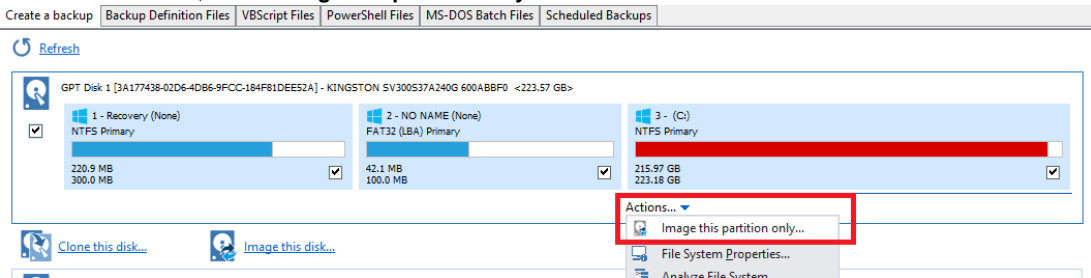 Create a backup Backup Definition Files VBScript Files PowerShell Files MS-DOS Batch Files Scheduled Backups
Refresh
GPT Disk 1 [3A177438-02D6-4DB6-9FCC-184F81DEE52A] - KINGSTON SV300S37A240G 600ABBF0 <223.57 GB>
1 - Recovery (None)
NTFS Primary
220.9 MB
300.0 MB
2 - NO NAME (None)
FAT32 (LBA) Primary
42.1 MB
100.0 MB
3 - (C:)
NTFS Primary
215.97 GB
223.18 GB
Actions...
Image this partition only...
File System Properties...
Analyze File System
Clone this disk...
Image this disk...